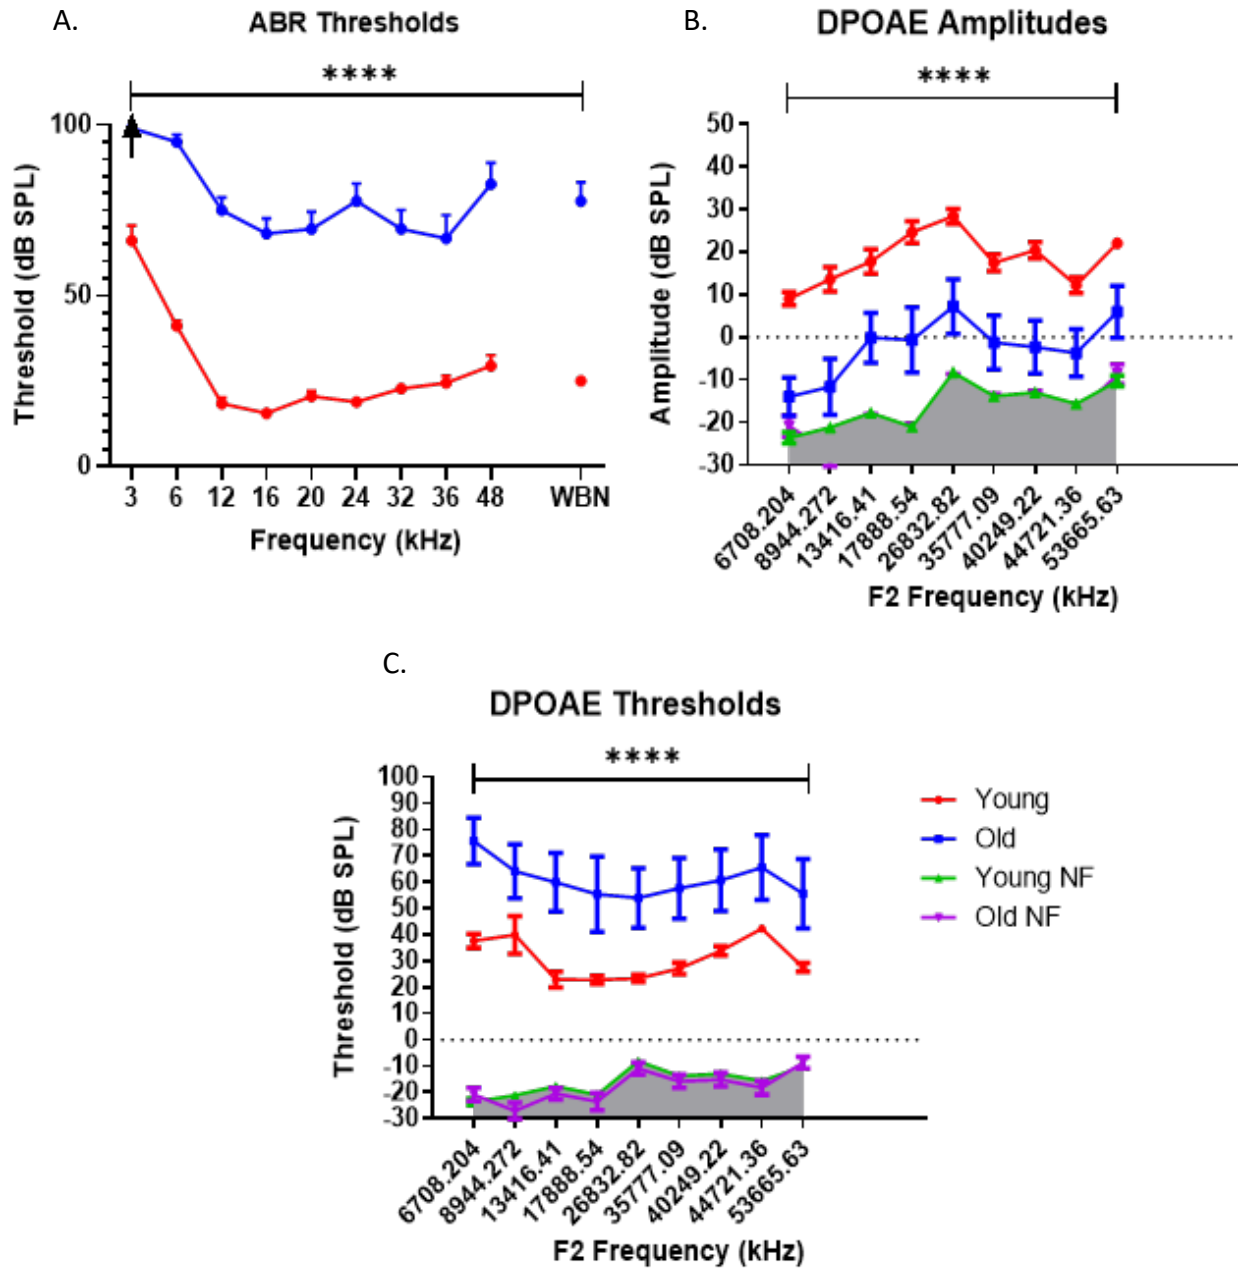 A.
ABR Thresholds
****
Threshold (dB SPL)
100
50
0
3 6 12 16 20 24 32 36 48 WBN
Frequency (kHz)
B.
DPOAE Amplitudes
****
Amplitude (dB SPL)
50
40
30
20
10
0
-10
-20
-30
6708.204 8944.272 13416.41 17888.54 26832.82 35777.09 40249.22 44721.36 53665.63
F2 Frequency (kHz)
C.
DPOAE Thresholds
****
Threshold (dB SPL)
100
90
80
70
60
50
40
30
20
10
0
-10
-20
-30
6708.204 8944.272 13416.41 17888.54 26832.82 35777.09 40249.22 44721.36 53665.63
F2 Frequency (kHz)
Young
Old
Young NF
Old NF